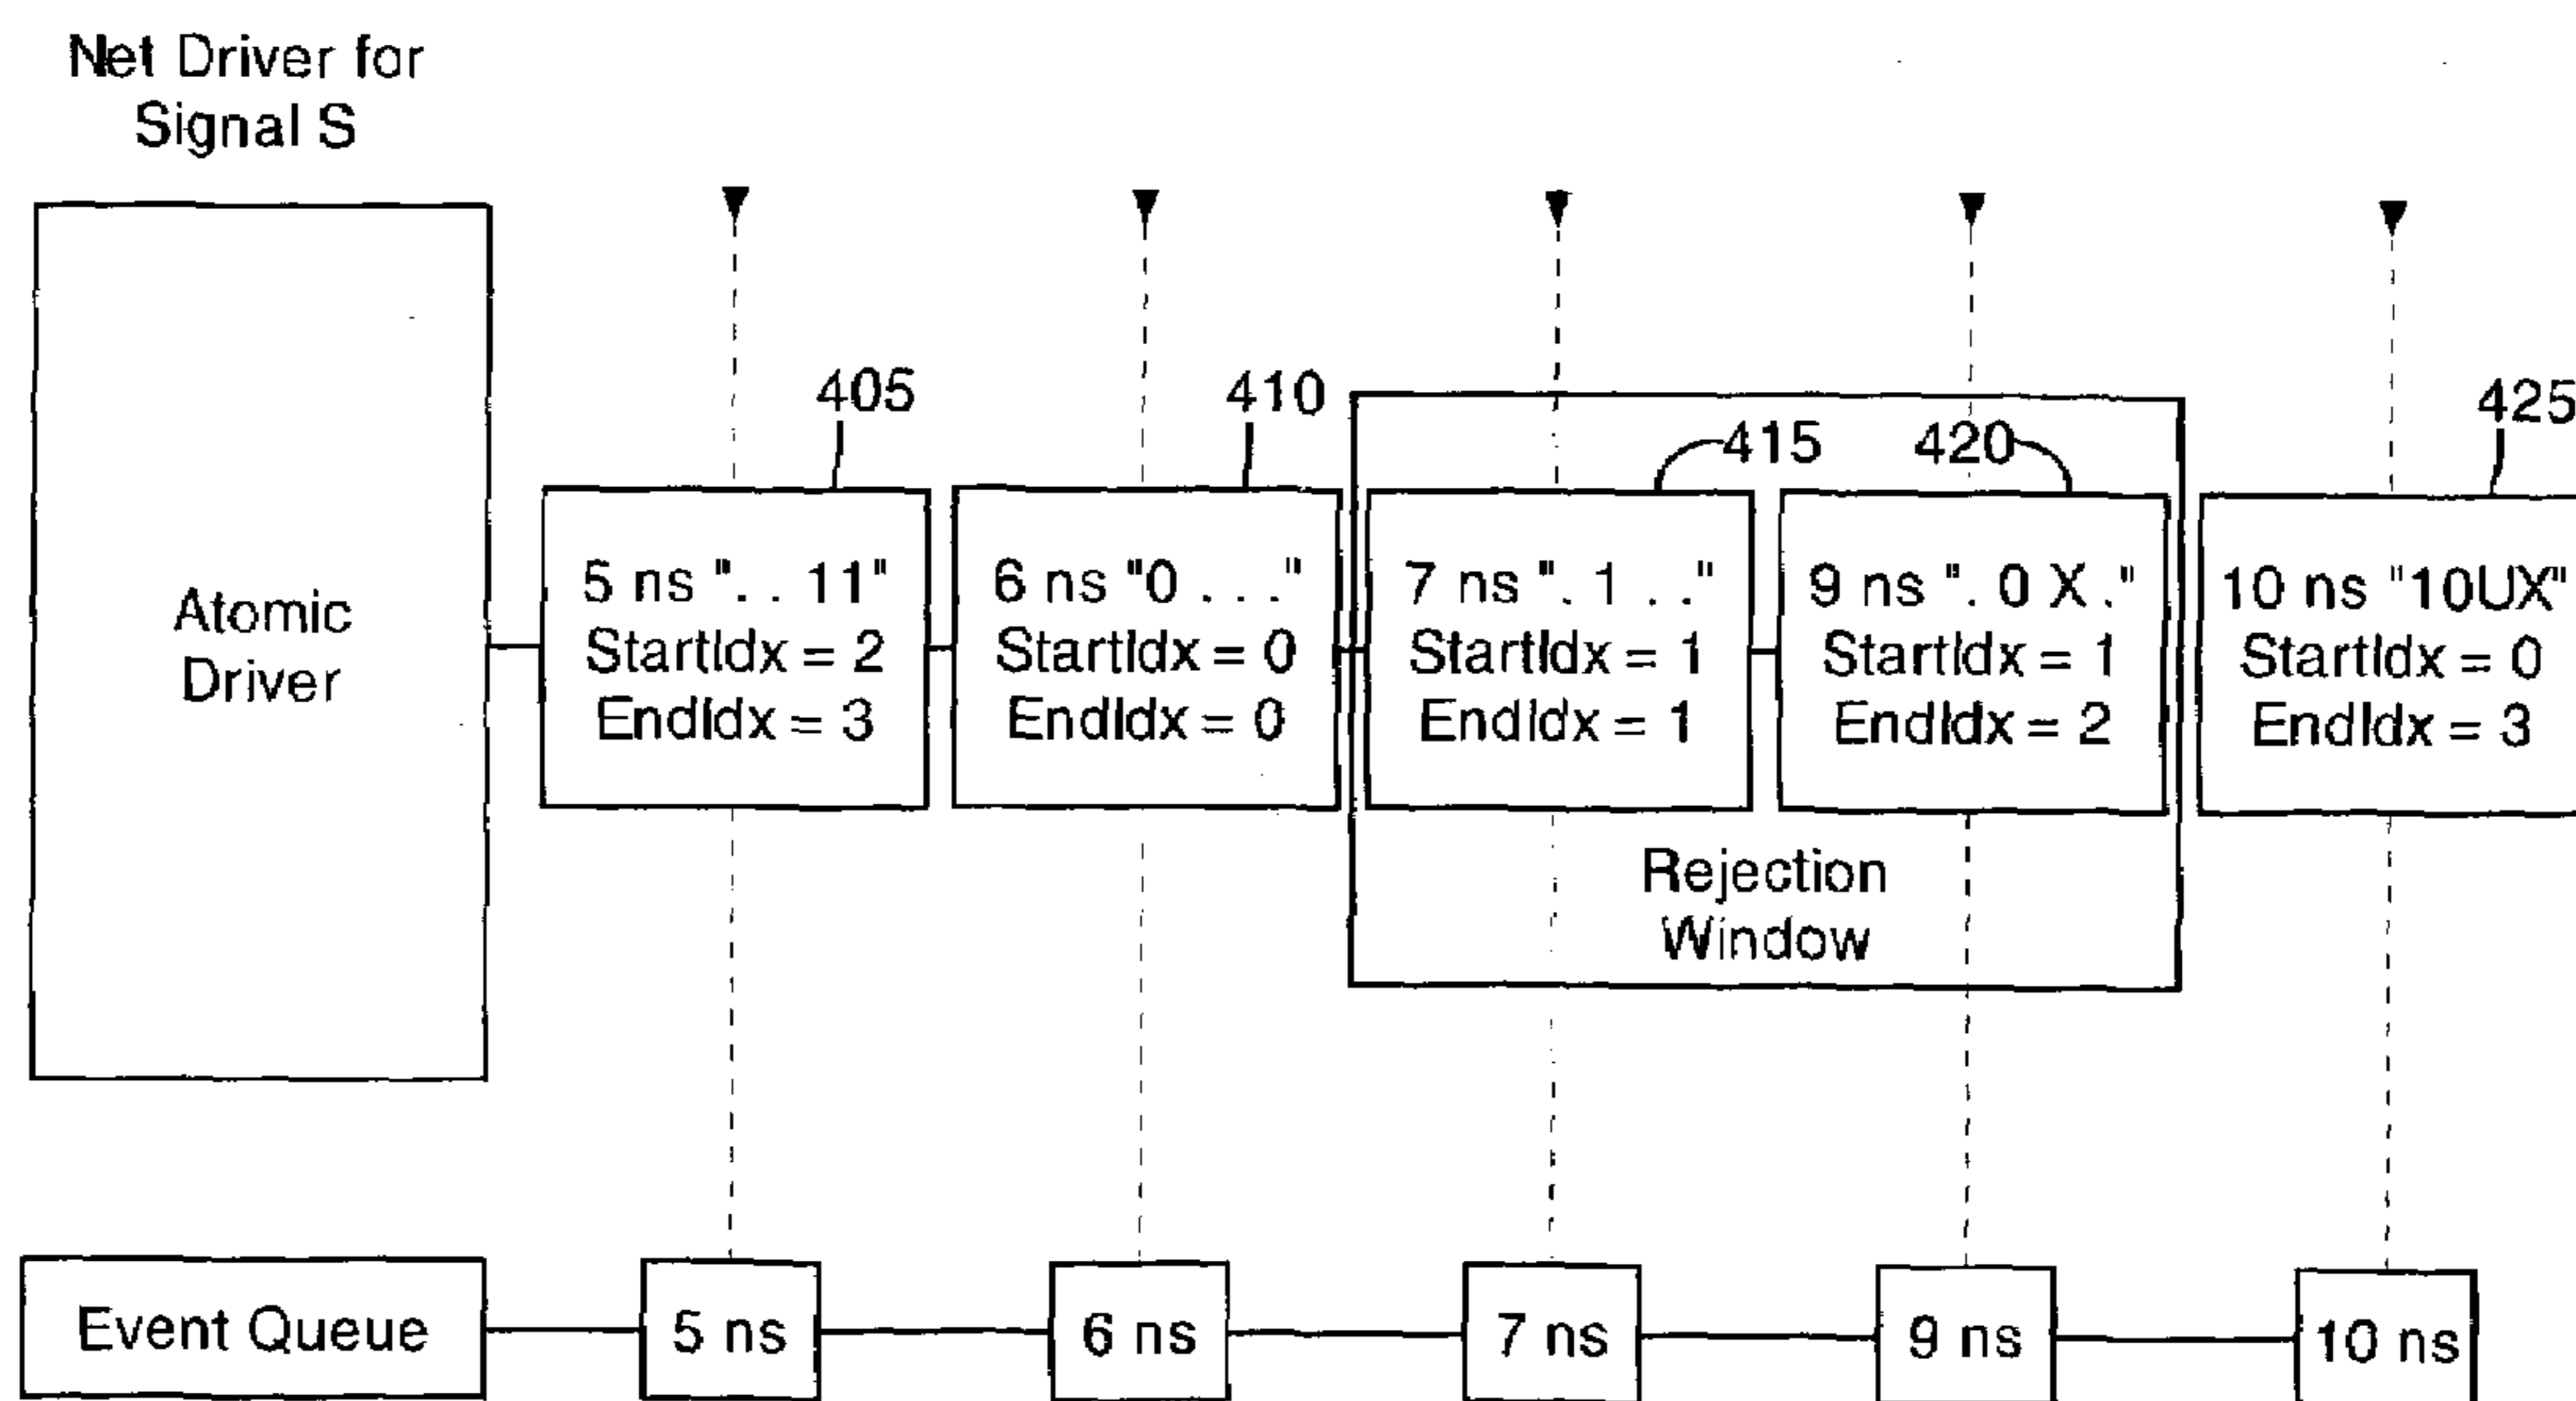 Net Driver for
Signal S
Atomic
Driver
405
5 ns ". . 11"
StartIdx = 2
EndIdx = 3
410
6 ns "0 . . ."
StartIdx = 0
EndIdx = 0
415
7 ns ". 1 . ."
StartIdx = 1
EndIdx = 1
420
9 ns ". 0 X ."
StartIdx = 1
EndIdx = 2
Rejection
Window
425
10 ns "10UX"
StartIdx = 0
EndIdx = 3
Event Queue
5 ns
6 ns
7 ns
9 ns
10 ns